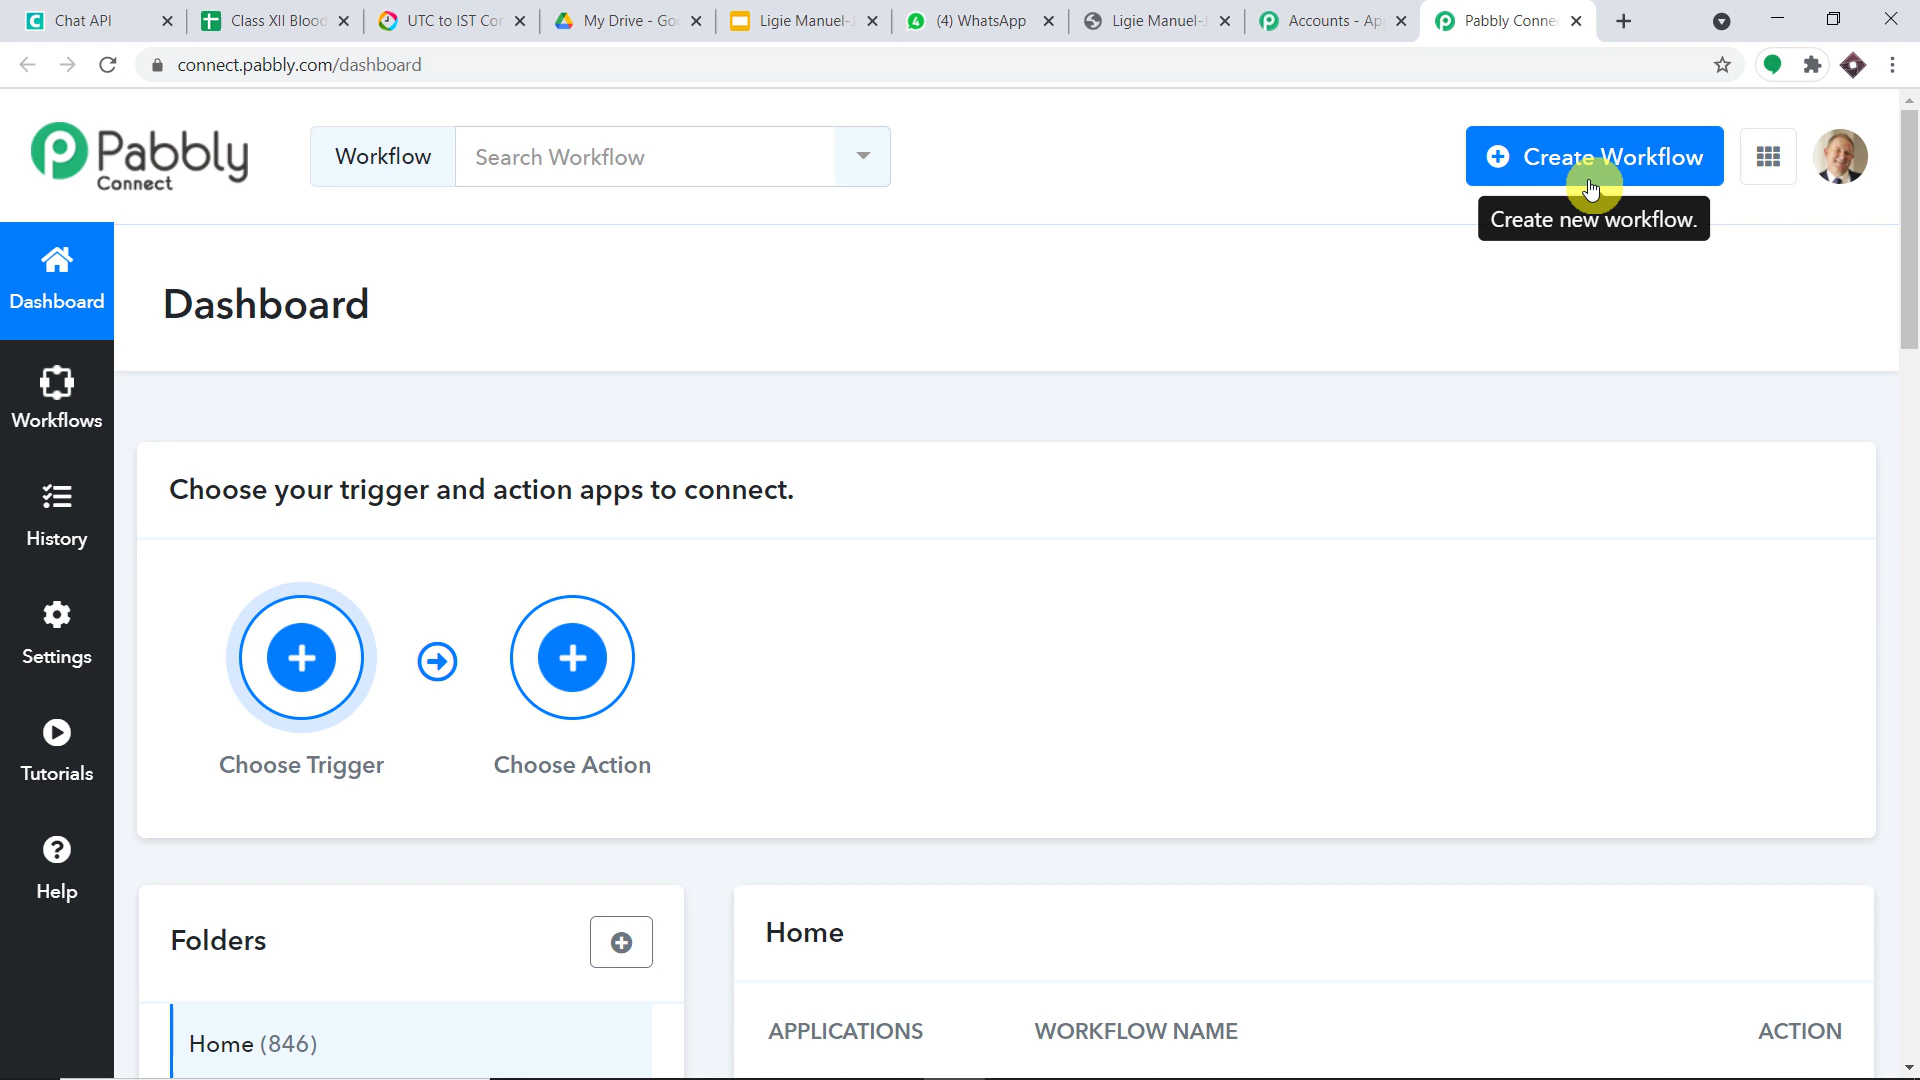 Chat API
Class XII Blood
UTC to IST Con
My Drive - Goo
Ligie Manuel-J
(4) WhatsApp
Ligie Manuel-J
Accounts - Ap
Pabbly Conne
connect.pabbly.com/dashboard
Pabbly
Connect
Workflow
Search Workflow
Create Workflow
Create new workflow.
Dashboard
Workflows
History
Settings
Tutorials
Help
Dashboard
Choose your trigger and action apps to connect.
Choose Trigger
Choose Action
Folders
Home (846)
Home
APPLICATIONS
WORKFLOW NAME
ACTION